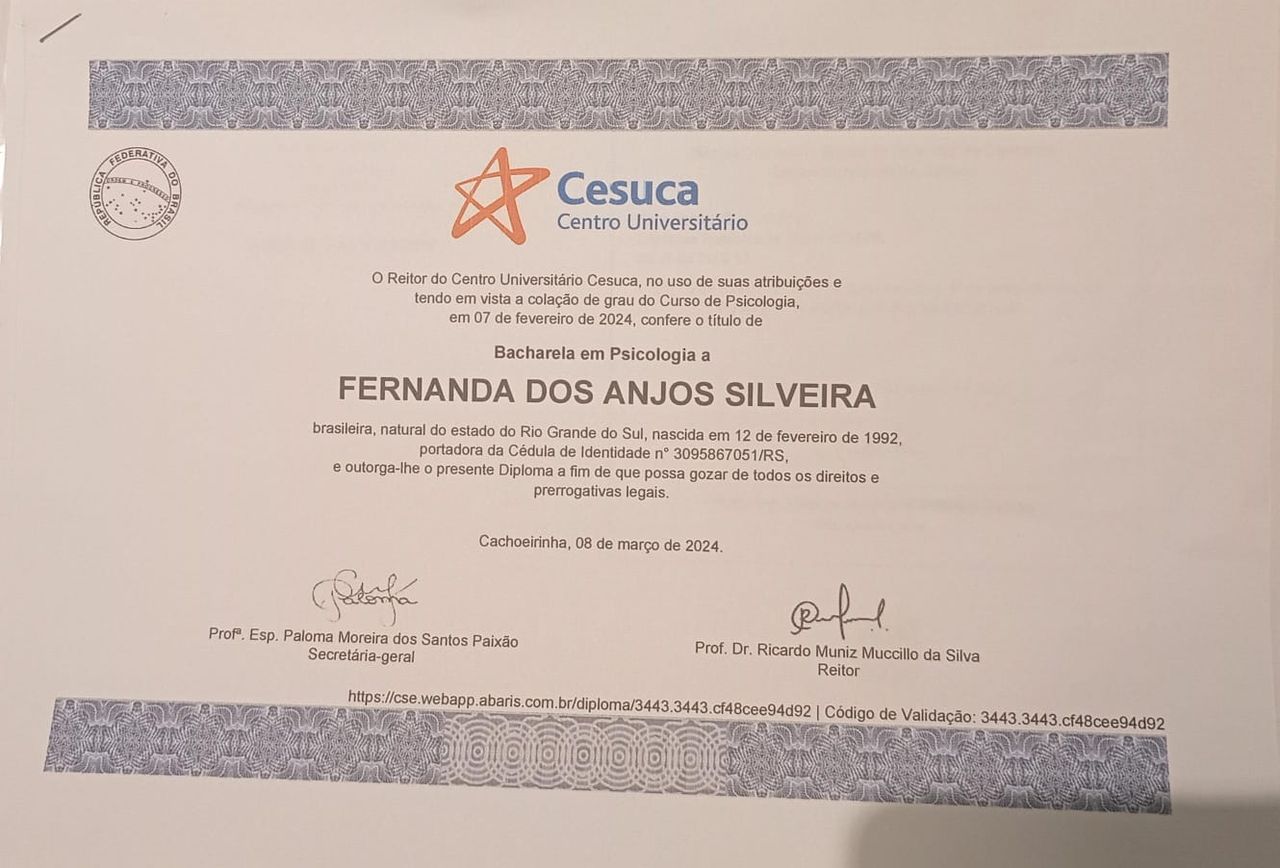 REPÚBLICA FEDERATIVA DO BRASIL
ORDEM E PROGRESSO
Cesuca
Centro Universitário
O Reitor do Centro Universitário Cesuca, no uso de suas atribuições e
tendo em vista a colação de grau do Curso de Psicologia,
em 07 de fevereiro de 2024, confere o título de
Bacharela em Psicologia a
FERNANDA DOS ANJOS SILVEIRA
brasileira, natural do estado do Rio Grande do Sul, nascida em 12 de fevereiro de 1992,
portadora da Cédula de Identidade n° 3095867051/RS,
e outorga-lhe o presente Diploma a fim de que possa gozar de todos os direitos e
prerrogativas legais.
Cachoeirinha, 08 de março de 2024.
Profª. Esp. Paloma Moreira dos Santos Paixão
Secretária-geral
Prof. Dr. Ricardo Muniz Muccillo da Silva
Reitor
https://cse.webapp.abaris.com.br/diploma/3443.3443.cf48cee94d92 | Código de Validação: 3443.3443.cf48cee94d92